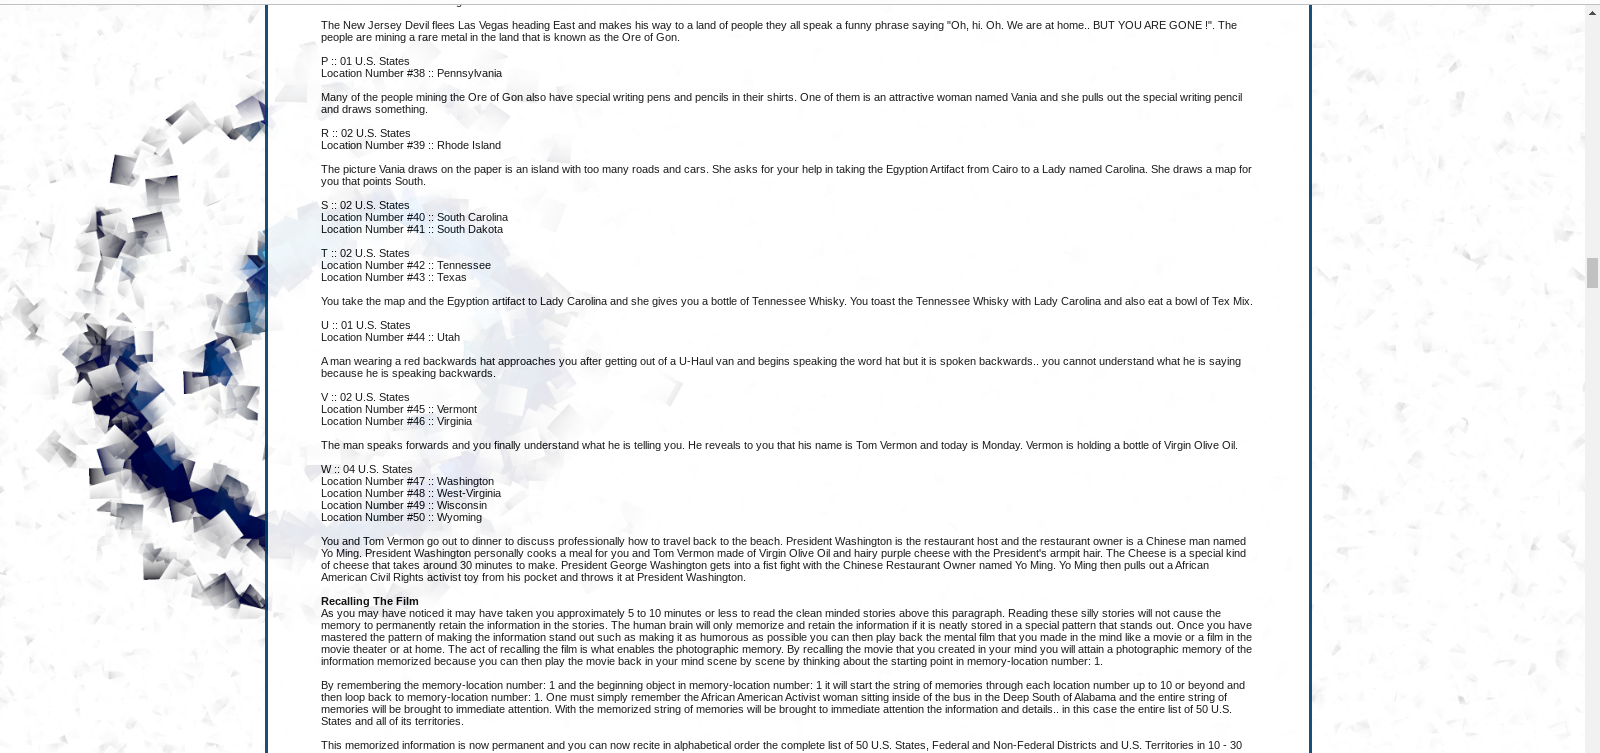 The New Jersey Devil flees Las Vegas heading East and makes his way to a land of people they all speak a funny phrase saying "Oh, hi. Oh. We are at home.. BUT YOU ARE GONE !". The
people are mining a rare metal in the land that is known as the Ore of Gon.
P :: 01 U.S. States
Location Number #38 :: Pennsylvania
Many of the people mining the Ore of Gon also have special writing pens and pencils in their shirts. One of them is an attractive woman named Vania and she pulls out the special writing pencil
and draws something.
R :: 02 U.S. States
Location Number #39 :: Rhode Island
The picture Vania draws on the paper is an island with too many roads and cars. She asks for your help in taking the Egyption Artifact from Cairo to a Lady named Carolina. She draws a map for
you that points South.
S :: 02 U.S. States
Location Number #40 :: South Carolina
Location Number #41 :: South Dakota
T :: 02 U.S. States
Location Number #42 :: Tennessee
Location Number #43 :: Texas
You take the map and the Egyption artifact to Lady Carolina and she gives you a bottle of Tennessee Whisky. You toast the Tennessee Whisky with Lady Carolina and also eat a bowl of Tex Mix.
U :: 01 U.S. States
Location Number #44 :: Utah
A man wearing a red backwards hat approaches you after getting out of a U-Haul van and begins speaking the word hat but it is spoken backwards.. you cannot understand what he is saying
because he is speaking backwards.
V :: 02 U.S. States
Location Number #45 :: Vermont
Location Number #46 :: Virginia
The man speaks forwards and you finally understand what he is telling you. He reveals to you that his name is Tom Vermon and today is Monday. Vermon is holding a bottle of Virgin Olive Oil.
W :: 04 U.S. States
Location Number #47 :: Washington
Location Number #48 :: West-Virginia
Location Number #49 :: Wisconsin
Location Number #50 :: Wyoming
You and Tom Vermon go out to dinner to discuss professionally how to travel back to the beach. President Washington is the restaurant host and the restaurant owner is a Chinese man named
Yo Ming. President Washington personally cooks a meal for you and Tom Vermon made of Virgin Olive Oil and hairy purple cheese with the President's armpit hair. The Cheese is a special kind
of cheese that takes around 30 minutes to make. President George Washington gets into a fist fight with the Chinese Restaurant Owner named Yo Ming. Yo Ming then pulls out a African
American Civil Rights activist toy from his pocket and throws it at President Washington.
Recalling The Film
As you may have noticed it may have taken you approximately 5 to 10 minutes or less to read the clean minded stories above this paragraph. Reading these silly stories will not cause the
memory to permanently retain the information in the stories. The human brain will only memorize and retain the information if it is neatly stored in a special pattern that stands out. Once you have
mastered the pattern of making the information stand out such as making it as humorous as possible you can then play back the mental film that you made in the mind like a movie or a film in the
movie theater or at home. The act of recalling the film is what enables the photographic memory. By recalling the movie that you created in your mind you will attain a photographic memory of the
information memorized because you can then play the movie back in your mind scene by scene by thinking about the starting point in memory-location number: 1.
By remembering the memory-location number: 1 and the beginning object in memory-location number: 1 it will start the string of memories through each location number up to 10 or beyond and
then loop back to memory-location number: 1. One must simply remember the African American Activist woman sitting inside of the bus in the Deep South of Alabama and the entire string of
memories will be brought to immediate attention. With the memorized string of memories will be brought to immediate attention the information and details.. in this case the entire list of 50 U.S.
States and all of its territories.
This memorized information is now permanent and you can now recite in alphabetical order the complete list of 50 U.S. States, Federal and Non-Federal Districts and U.S. Territories in 10 - 30